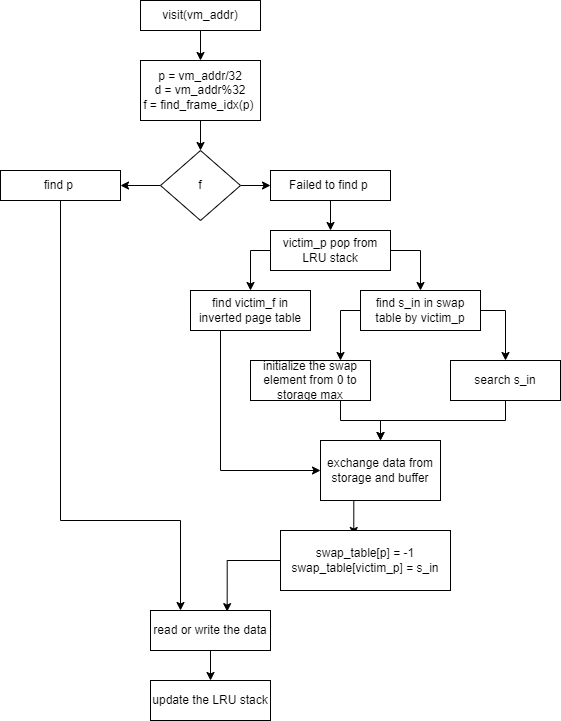 visit(vm_addr)
p = vm_addr/32
d = vm_addr%32
f = find_frame_idx(p)
find p
f
Failed to find p
victim_p pop from
LRU stack
find victim_f in
inverted page table
find s_in in swap
table by victim_p
initialize the swap
element from 0 to
storage max
search s_in
exchange data from
storage and buffer
swap_table[p] = -1
swap_table[victim_p] = s_in
read or write the data
update the LRU stack